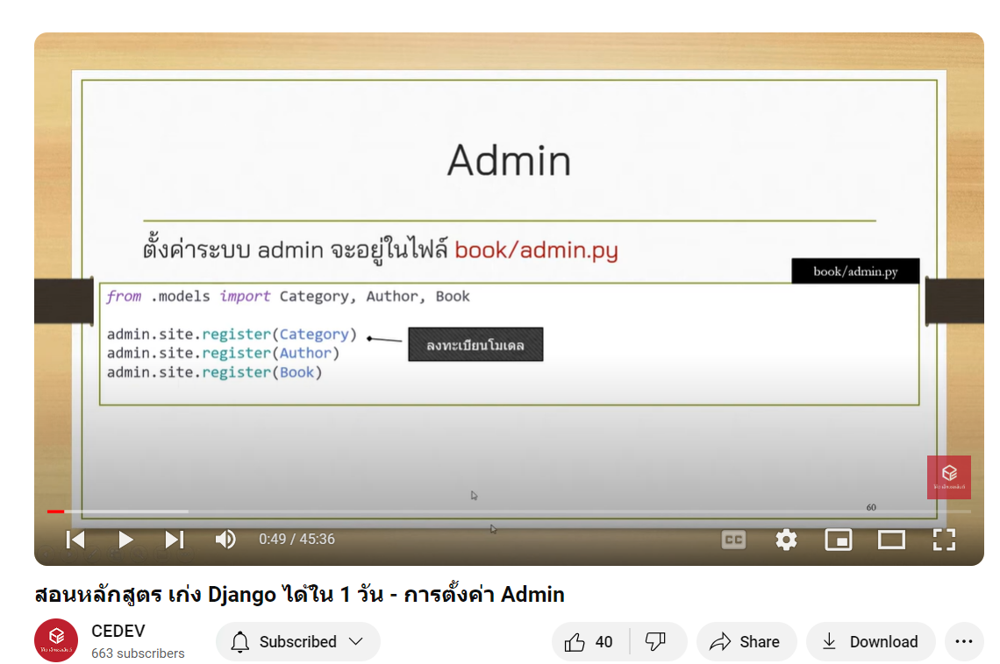 Admin
ตั้งค่าระบบ admin จะอยู่ในไฟล์ book/admin.py
book/admin.py
from .models import Category, Author, Book
admin.site.register(Category)
ลงทะเบียนโมเดล
admin.site.register(Author)
admin.site.register(Book)
60
0:49 / 45:36
CC
สอนหลักสูตร เก่ง Django ได้ใน 1 วัน - การตั้งค่า Admin
CEDEV
663 subscribers
Subscribed
40
Share
Download